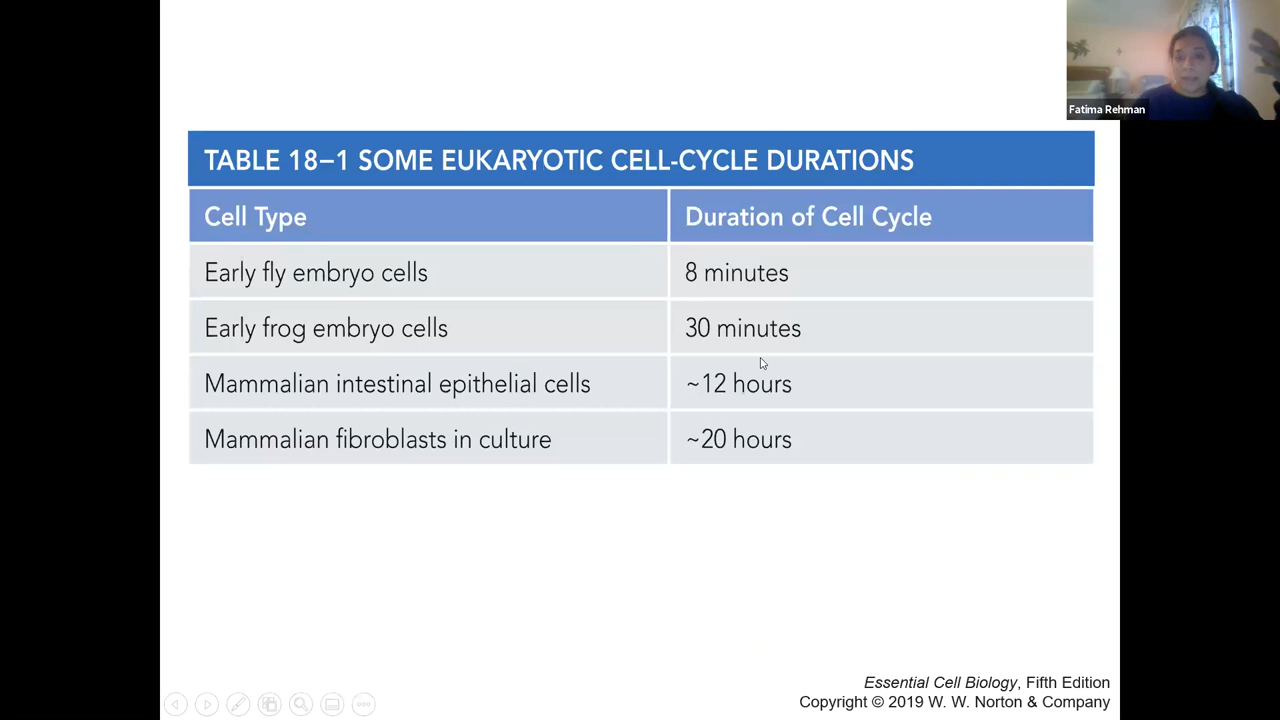 Fatima Rehman
TABLE 18–1 SOME EUKARYOTIC CELL-CYCLE DURATIONS
Cell Type Duration of Cell Cycle
Early fly embryo cells 8 minutes
Early frog embryo cells 30 minutes
Mammalian intestinal epithelial cells ~12 hours
Mammalian fibroblasts in culture ~20 hours
Essential Cell Biology, Fifth Edition
Copyright © 2019 W. W. Norton & Company